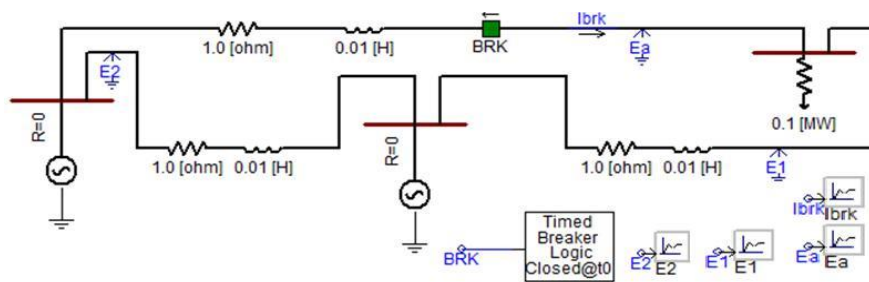 Ibrk
1.0 [ohm] 0.01 [H] BRK
Ea
E2
R=0
R=0
0.1 [MW]
1.0 [ohm] 0.01 [H]
1.0 [ohm] 0.01 [H]
E1
Ibrk Ibrk
Timed
Breaker
Logic
Closed@t0
BRK
E2 E2
E1 E1
Ea Ea